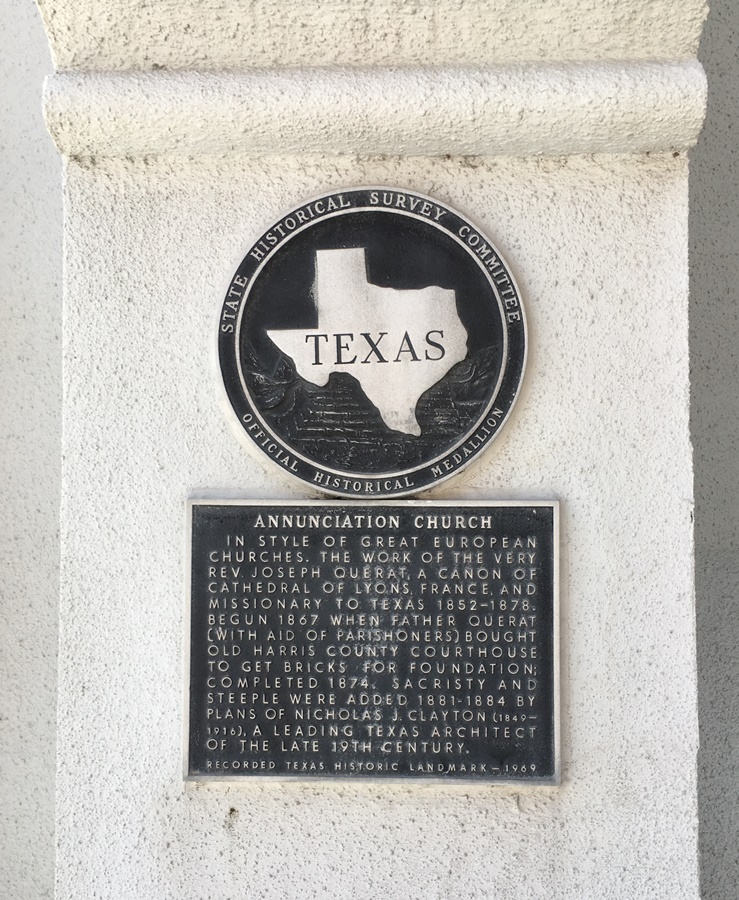 STATE HISTORICAL SURVEY COMMITTEE
TEXAS
OFFICIAL HISTORICAL MEDALLION
ANNUNCIATION CHURCH
IN STYLE OF GREAT EUROPEAN
CHURCHES. THE WORK OF THE VERY
REV. JOSEPH QUERAT, A CANON OF
CATHEDRAL OF LYONS, FRANCE, AND
MISSIONARY TO TEXAS 1852-1878.
BEGUN 1867 WHEN FATHER QUERAT
(WITH AID OF PARISHONERS) BOUGHT
OLD HARRIS COUNTY COURTHOUSE
TO GET BRICKS FOR FOUNDATION;
COMPLETED 1874. SACRISTY AND
STEEPLE WERE ADDED 1881-1884 BY
PLANS OF NICHOLAS J. CLAYTON (1849-
1916), A LEADING TEXAS ARCHITECT
OF THE LATE 19TH CENTURY.
RECORDED TEXAS HISTORIC LANDMARK-1969